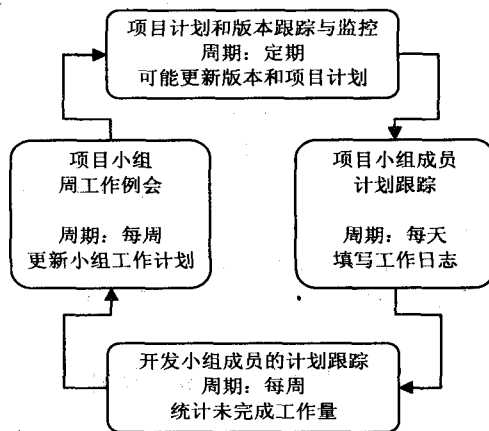 项目计划和版本跟踪与监控
周期：定期
可能更新版本和项目计划
项目小组
周工作例会
周期：每周
更新小组工作计划
项目小组成员
计划跟踪
周期：每天
填写工作日志
开发小组成员的计划跟踪
周期：每周
统计未完成工作量